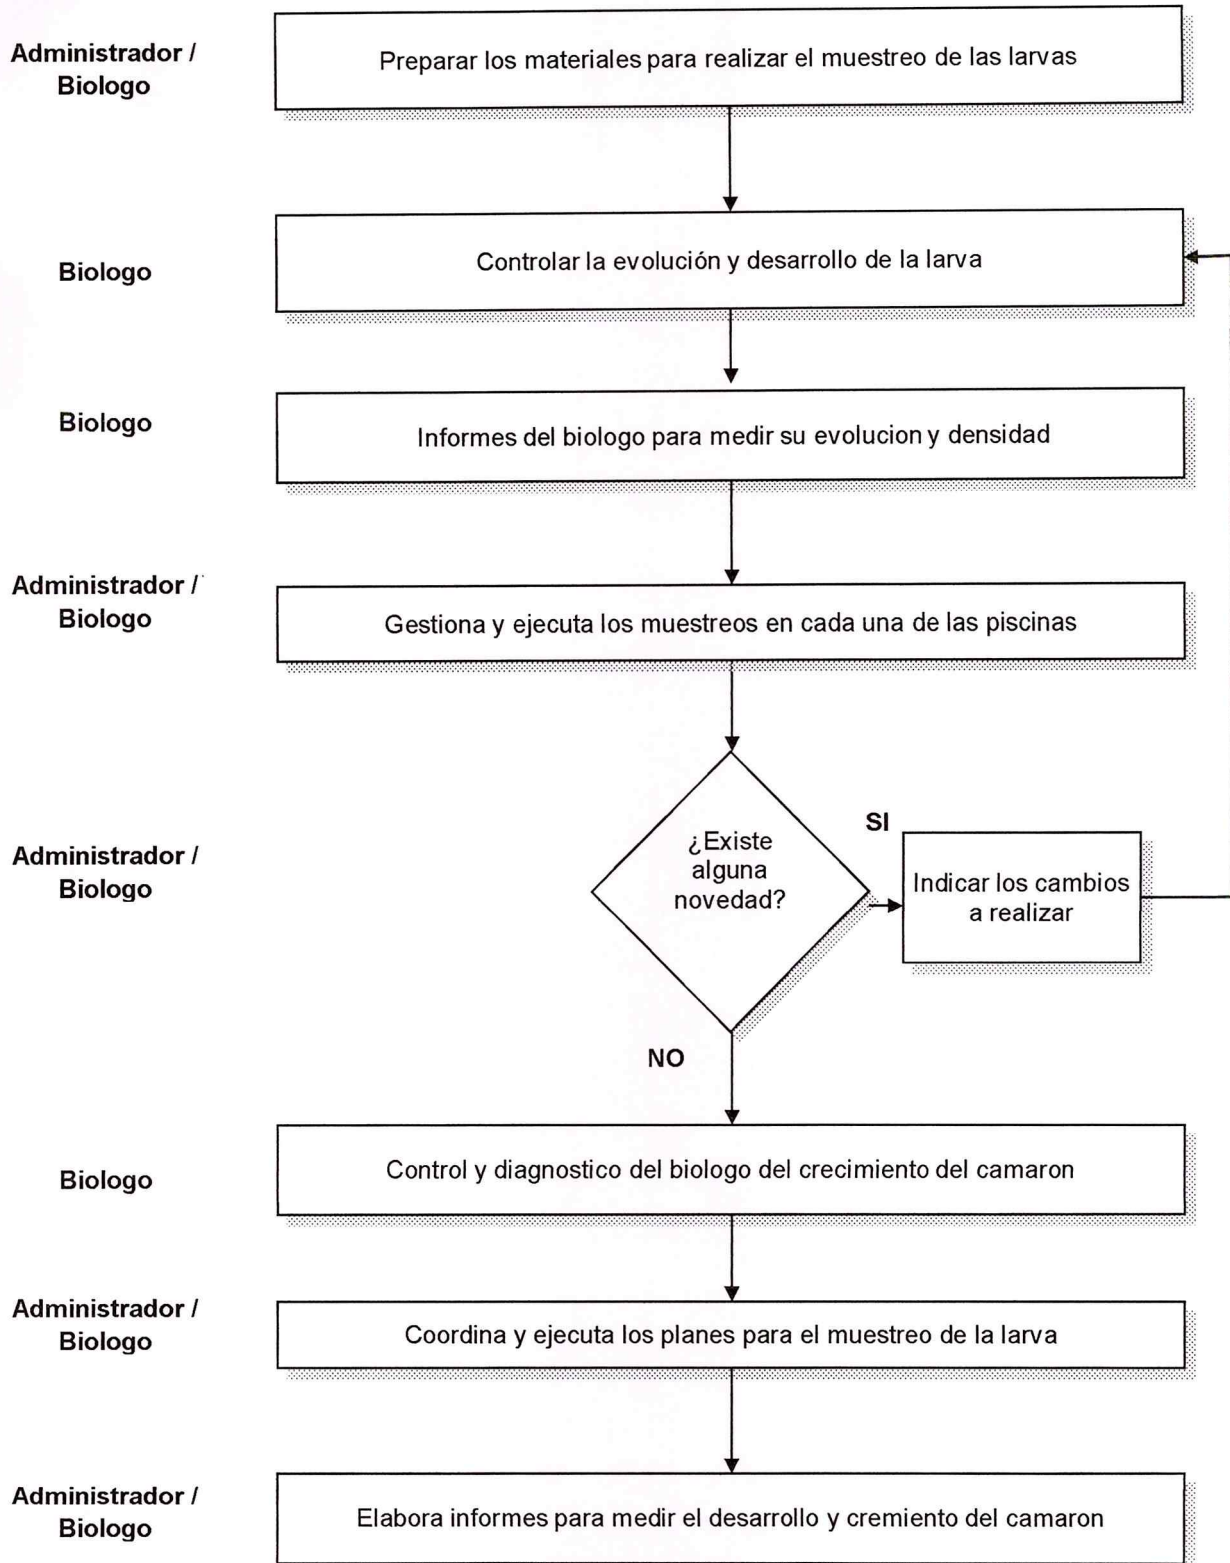 Administrador /
Biologo
Preparar los materiales para realizar el muestreo de las larvas
Biologo
Controlar la evolución y desarrollo de la larva
Biologo
Informes del biologo para medir su evolucion y densidad
Administrador /
Biologo
Gestiona y ejecuta los muestreos en cada una de las piscinas
Administrador /
Biologo
¿Existe
alguna
novedad?
SI
Indicar los cambios
a realizar
NO
Biologo
Control y diagnostico del biologo del crecimiento del camaron
Administrador /
Biologo
Coordina y ejecuta los planes para el muestreo de la larva
Administrador /
Biologo
Elabora informes para medir el desarrollo y cremiento del camaron